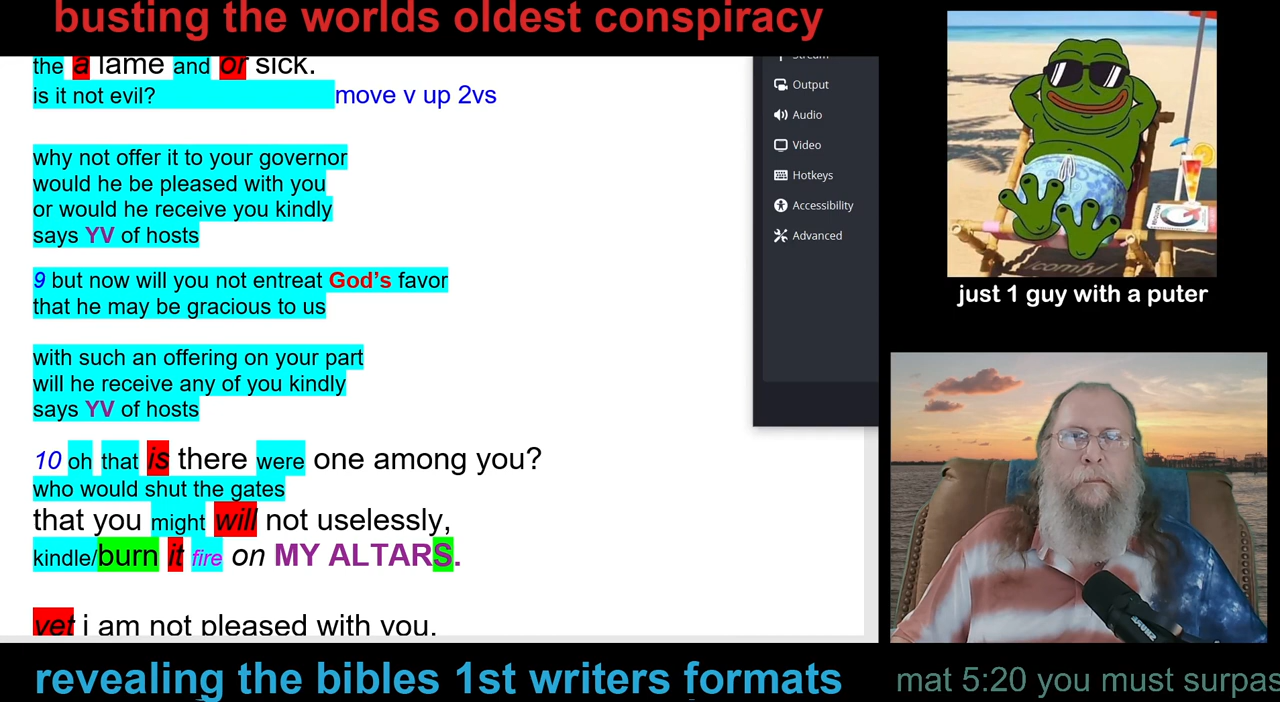 busting the worlds oldest conspiracy
the a lame and or sick.
is it not evil? move v up 2vs
why not offer it to your governor
would he be pleased with you
or would he receive you kindly
says YV of hosts
9 but now will you not entreat God’s favor
that he may be gracious to us
with such an offering on your part
will he receive any of you kindly
says YV of hosts
10 oh that is there were one among you?
who would shut the gates
that you might will not uselessly,
kindle/burn it fire on MY ALTARS.
yet i am not pleased with you.
Stream
Output
Audio
Video
Hotkeys
Accessibility
Advanced
icomfyl
just 1 guy with a puter
revealing the bibles 1st writers formats
mat 5:20 you must surpas